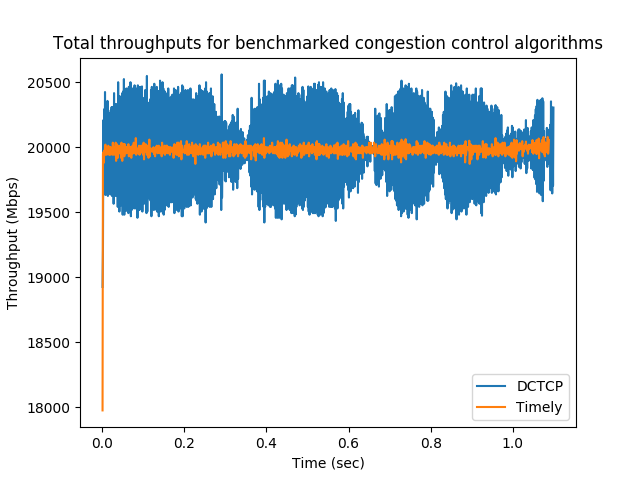 Total throughputs for benchmarked congestion control algorithms
20500
20000
19500
19000
18500
18000
Throughput (Mbps)
0.0 0.2 0.4 0.6 0.8 1.0
Time (sec)
DCTCP
Timely